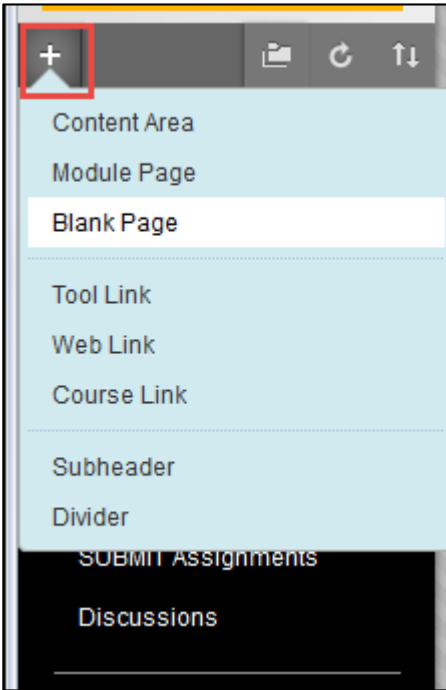 +
Content Area
Module Page
Blank Page
Tool Link
Web Link
Course Link
Subheader
Divider
SUBMIT Assignments
Discussions